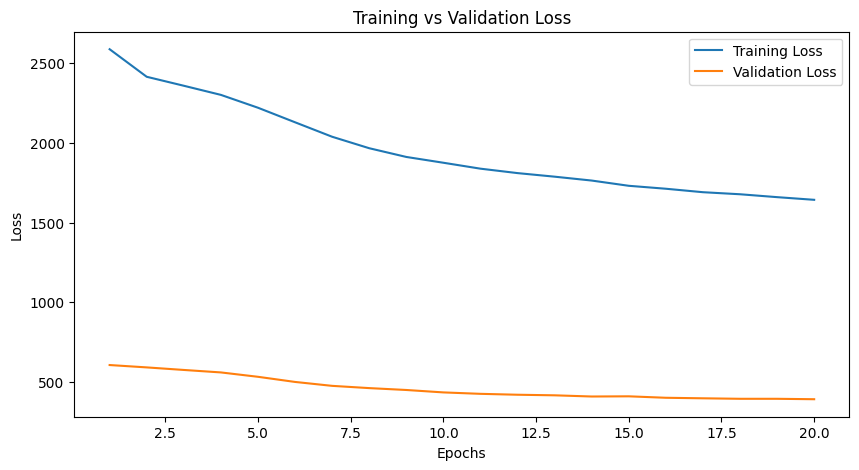 Training vs Validation Loss
Training Loss
Validation Loss
2500
2000
1500
1000
500
Loss
2.5 5.0 7.5 10.0 12.5 15.0 17.5 20.0
Epochs